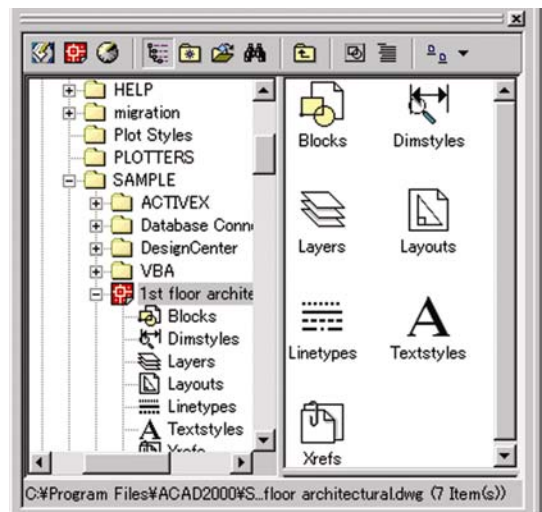 HELP
migration
Plot Styles
PLOTTERS
SAMPLE
ACTIVEX
Database Conn
DesignCenter
VBA
1st floor archite
Blocks
Dimstyles
Layers
Layouts
Linetypes
Textstyles
Xrefs
Blocks Dimstyles
Layers Layouts
Linetypes Textstyles
Xrefs
C:¥Program Files¥ACAD2000¥S...floor architectural.dwg (7 Item(s))